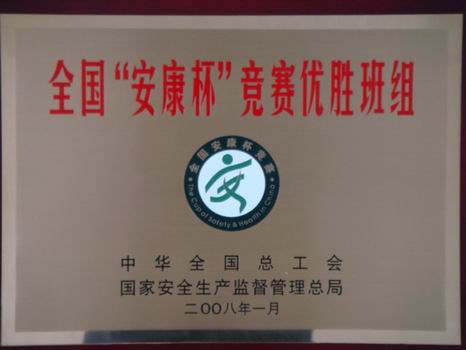 全国“安康杯”竞赛优胜班组
全国安康杯竞赛
The Cup of Safety & Health in China
中华全国总工会
国家安全生产监督管理总局
二〇〇八年一月